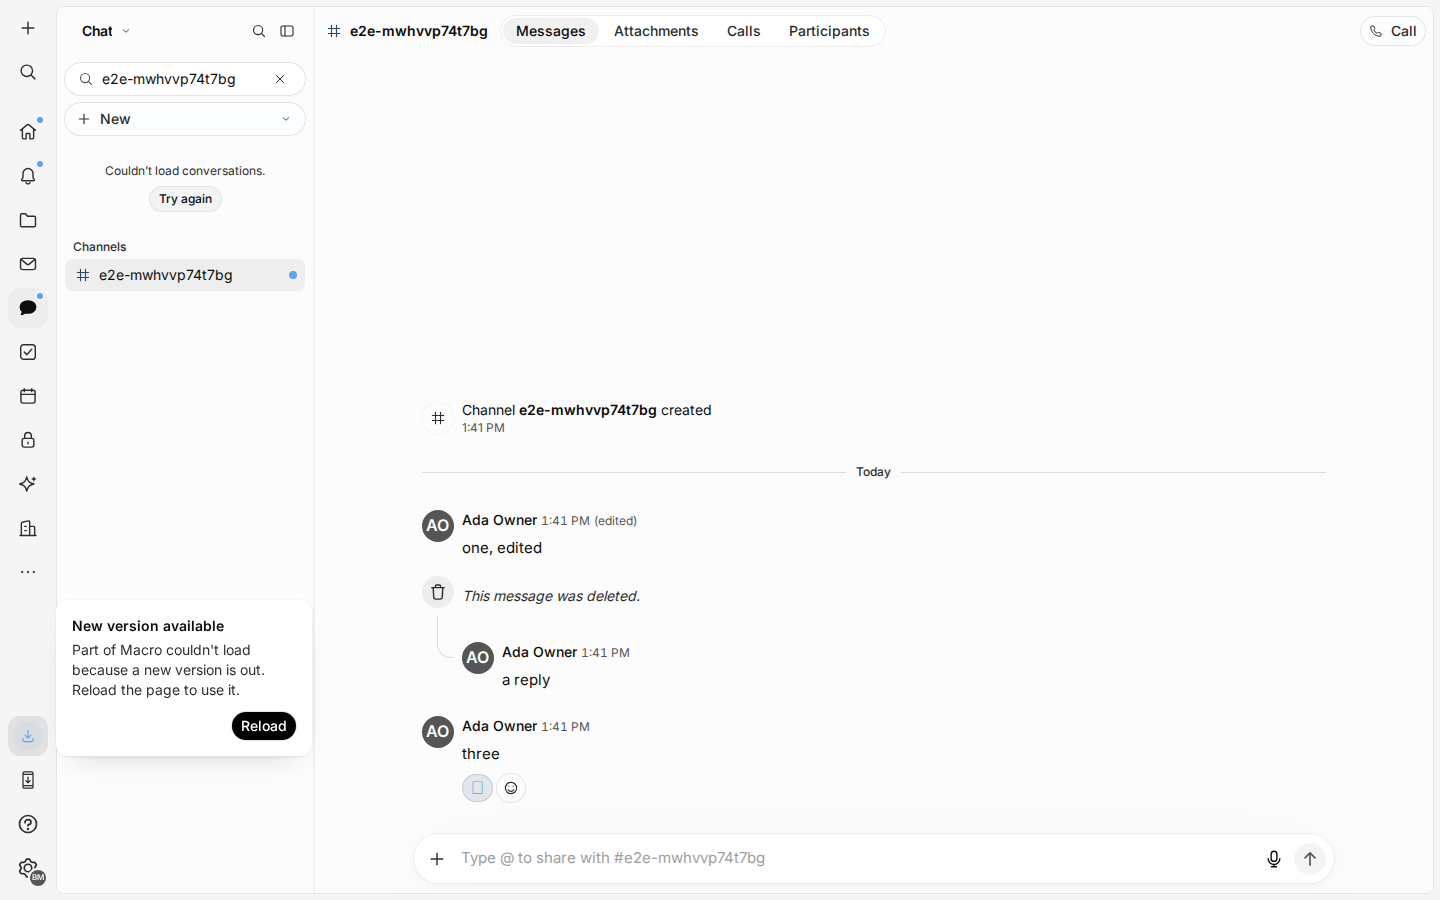 Chat
e2e-mwhvvp74t7bg
New
Couldn't load conversations.
Try again
Channels
e2e-mwhvvp74t7bg
New version available
Part of Macro couldn't load
because a new version is out.
Reload the page to use it.
Reload
BM
e2e-mwhvvp74t7bg
Messages
Attachments
Calls
Participants
Call
Channel e2e-mwhvvp74t7bg created
1:41 PM
Today
AO
Ada Owner 1:41 PM (edited)
one, edited
This message was deleted.
AO
Ada Owner 1:41 PM
a reply
AO
Ada Owner 1:41 PM
three
Type @ to share with #e2e-mwhvvp74t7bg